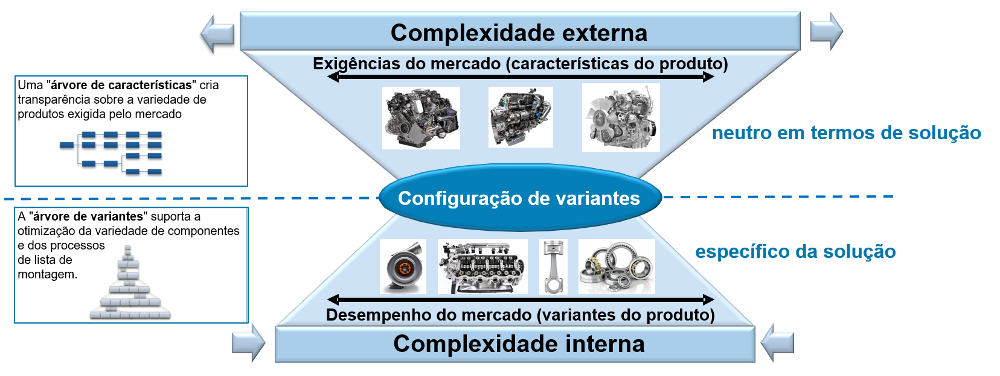 Complexidade externa
Exigências do mercado (características do produto)
Uma "árvore de características" cria
transparência sobre a variedade de
produtos exigida pelo mercado
neutro em termos de solução
Configuração de variantes
A "árvore de variantes" suporta a
otimização da variedade de componentes
e dos processos
de lista de
montagem.
específico da solução
Desempenho do mercado (variantes do produto)
Complexidade interna